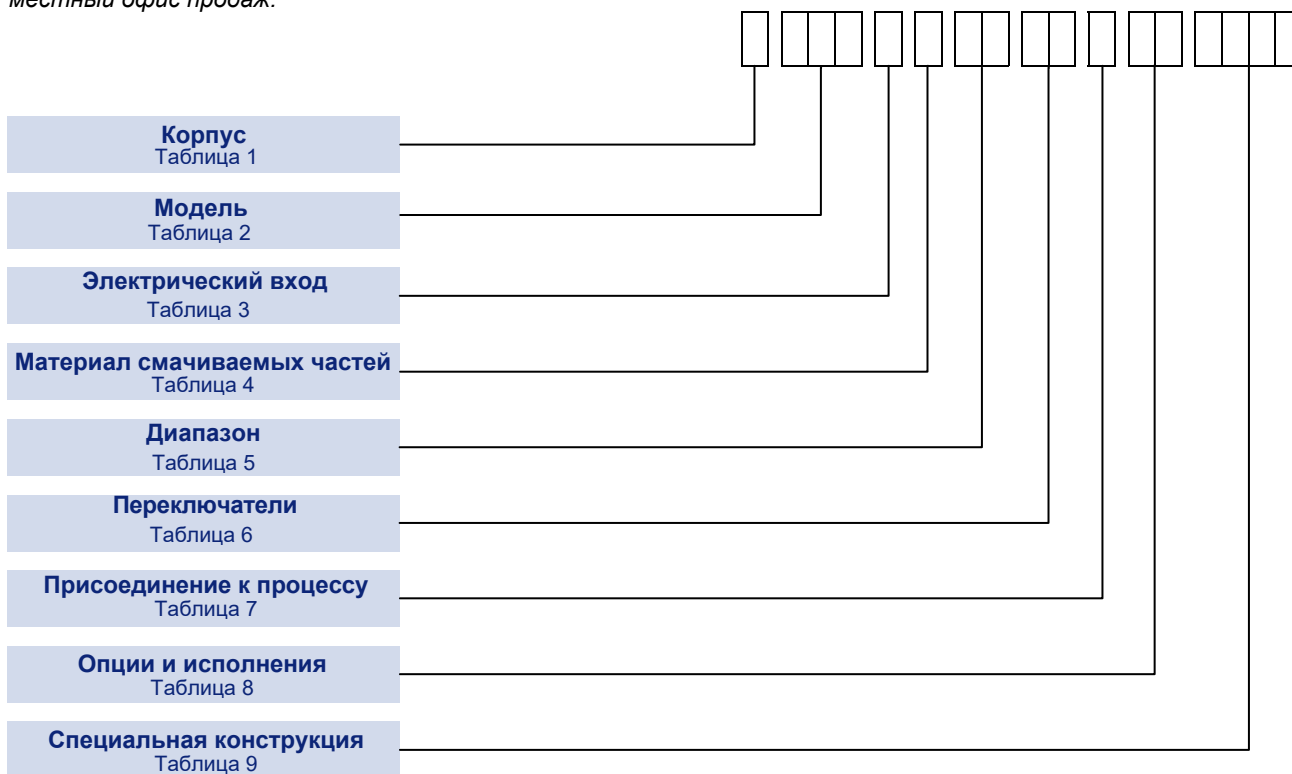 местный офис продаж.
Корпус
Таблица 1
Модель
Таблица 2
Электрический вход
Таблица 3
Материал смачиваемых частей
Таблица 4
Диапазон
Таблица 5
Переключатели
Таблица 6
Присоединение к процессу
Таблица 7
Опции и исполнения
Таблица 8
Специальная конструкция
Таблица 9